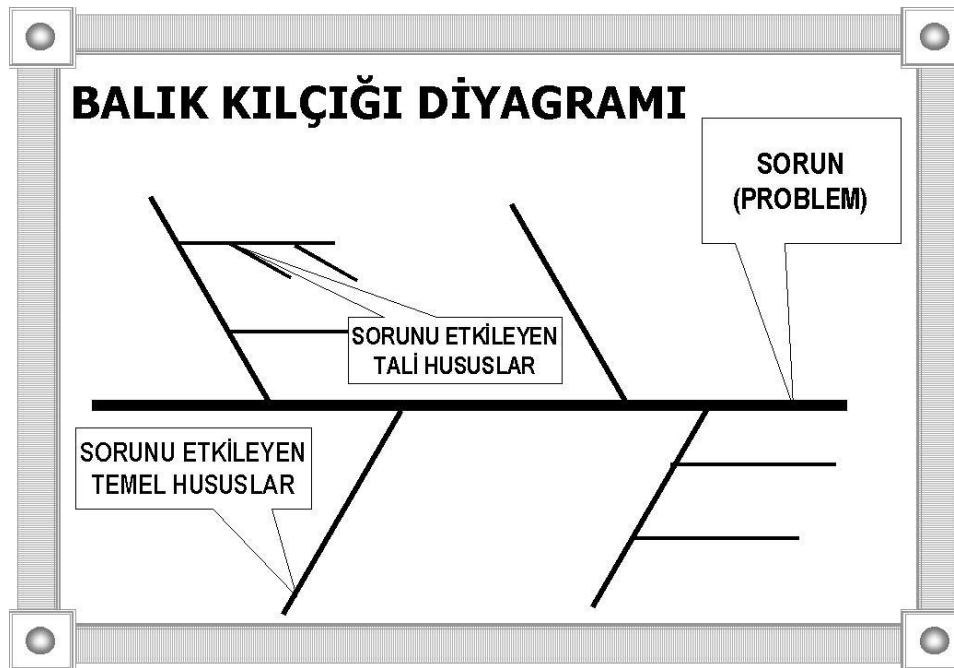 BALIK KILÇIĞI DİYAGRAMI
SORUN
(PROBLEM)
SORUNU ETKİLEYEN
TALİ HUSUSLAR
SORUNU ETKİLEYEN
TEMEL HUSUSLAR